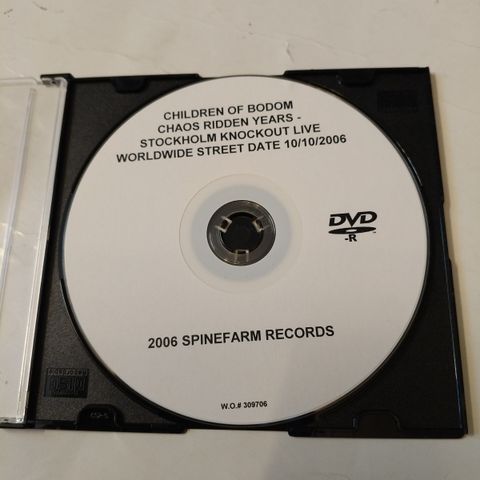 CHILDREN OF BODOM
CHAOS RIDDEN YEARS -
STOCKHOLM KNOCKOUT LIVE
WORLDWIDE STREET DATE 10/10/2006
DVD
-R
2006 SPINEFARM RECORDS
W.O.# 309706